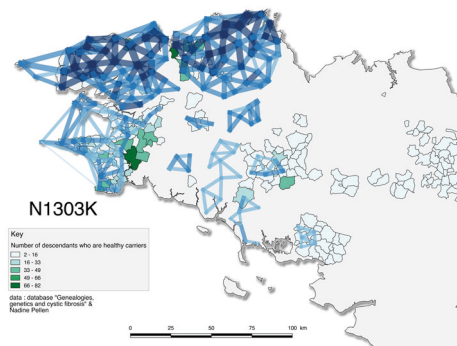 N1303K
Key
Number of descendants who are healthy carriers
2 - 16
16 - 33
33 - 49
49 - 66
66 - 82
data : database "Genealogies,
genetics and cystic fibrosis" &
Nadine Pellen
0 25 50 75 100 km